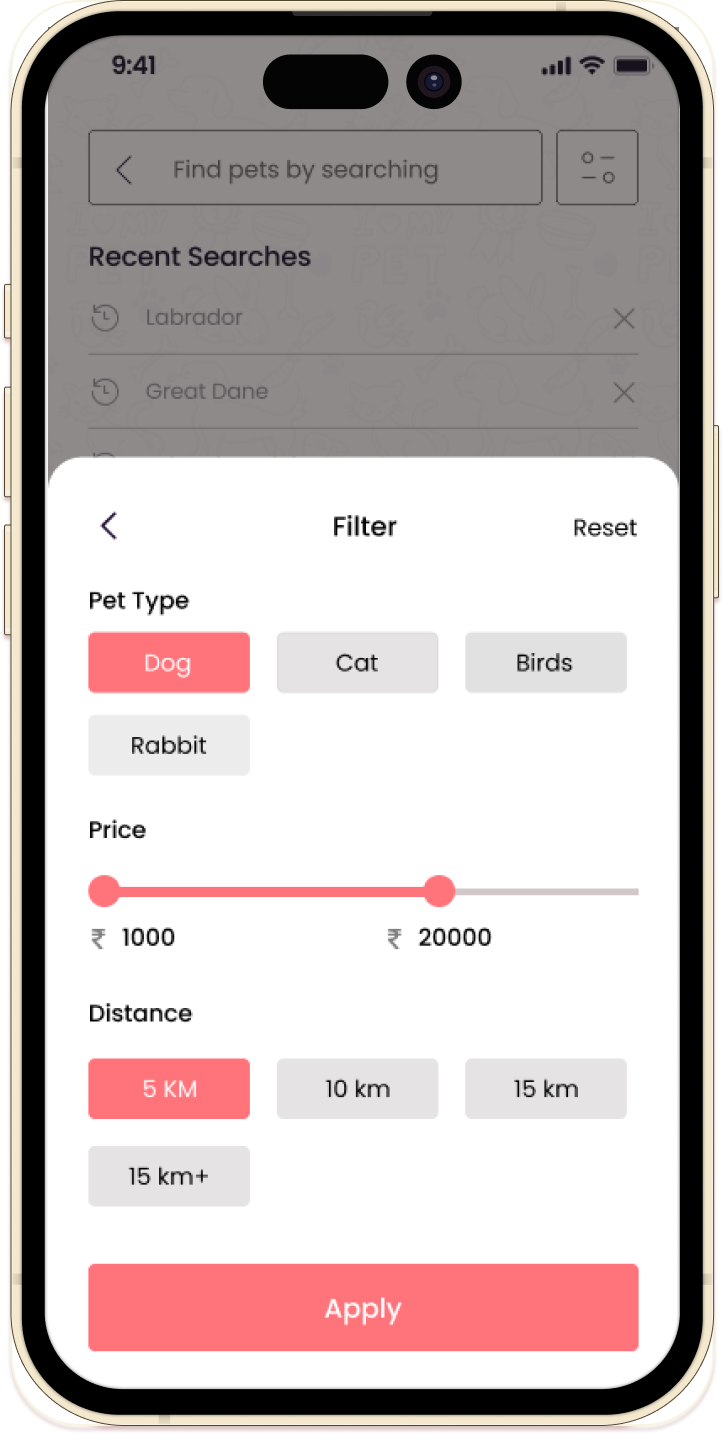 9:41
Find pets by searching
Recent Searches
Labrador
Great Dane
Filter
Reset
Pet Type
Dog
Cat
Birds
Rabbit
Price
₹ 1000
₹ 20000
Distance
5 KM
10 km
15 km
15 km+
Apply